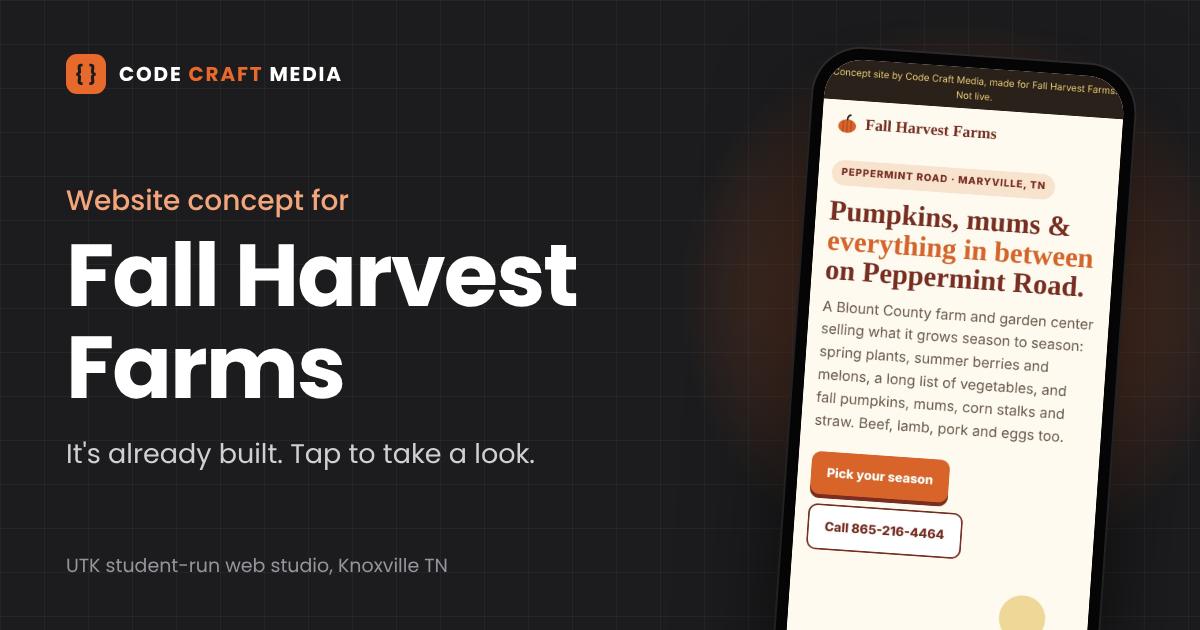 { } CODE CRAFT MEDIA
Website concept for
Fall Harvest
Farms
It's already built. Tap to take a look.
UTK student-run web studio, Knoxville TN
Concept site by Code Craft Media, made for Fall Harvest Farms.
Not live.
Fall Harvest Farms
PEPPERMINT ROAD · MARYVILLE, TN
Pumpkins, mums &
everything in between
on Peppermint Road.
A Blount County farm and garden center
selling what it grows season to season:
spring plants, summer berries and
melons, a long list of vegetables, and
fall pumpkins, mums, corn stalks and
straw. Beef, lamb, pork and eggs too.
Pick your season
Call 865-216-4464